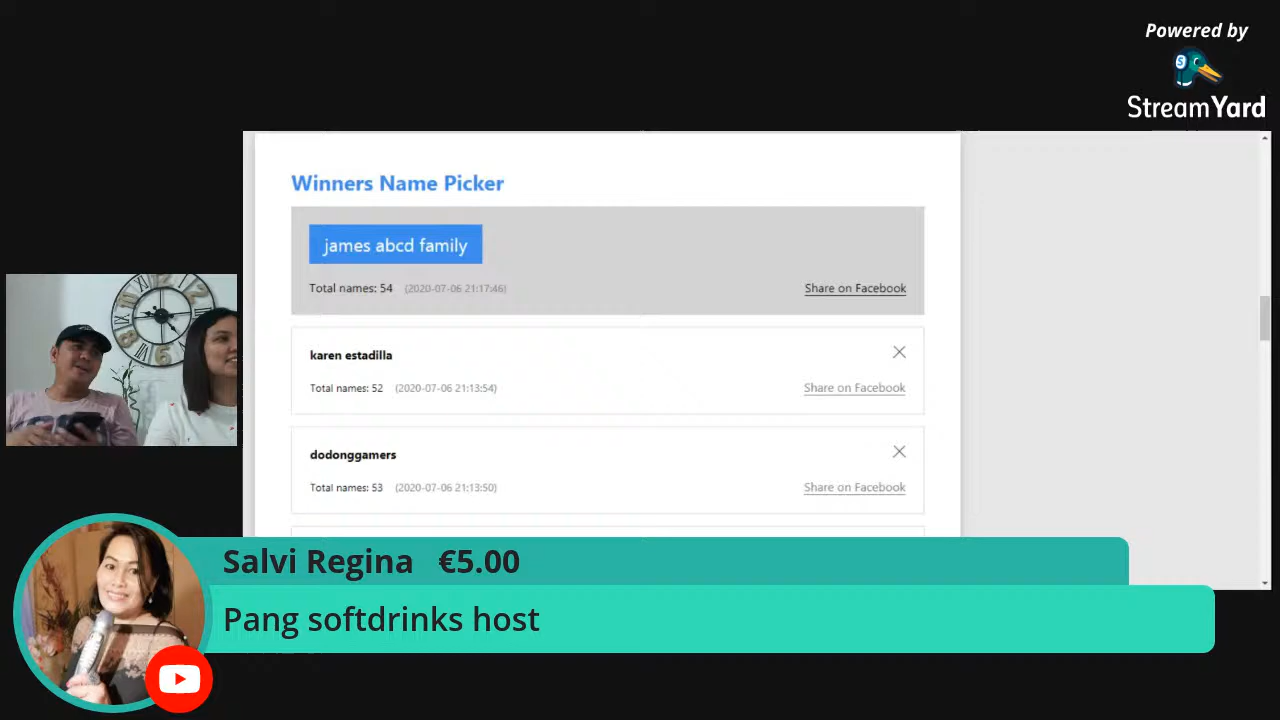 Powered by
StreamYard
Winners Name Picker
james abcd family
Total names: 54 (2020-07-06 21:17:46) Share on Facebook
karen estadilla
Total names: 52 (2020-07-06 21:13:54) Share on Facebook
dodonggamers
Total names: 53 (2020-07-06 21:13:50) Share on Facebook
Salvi Regina €5.00
Pang softdrinks host